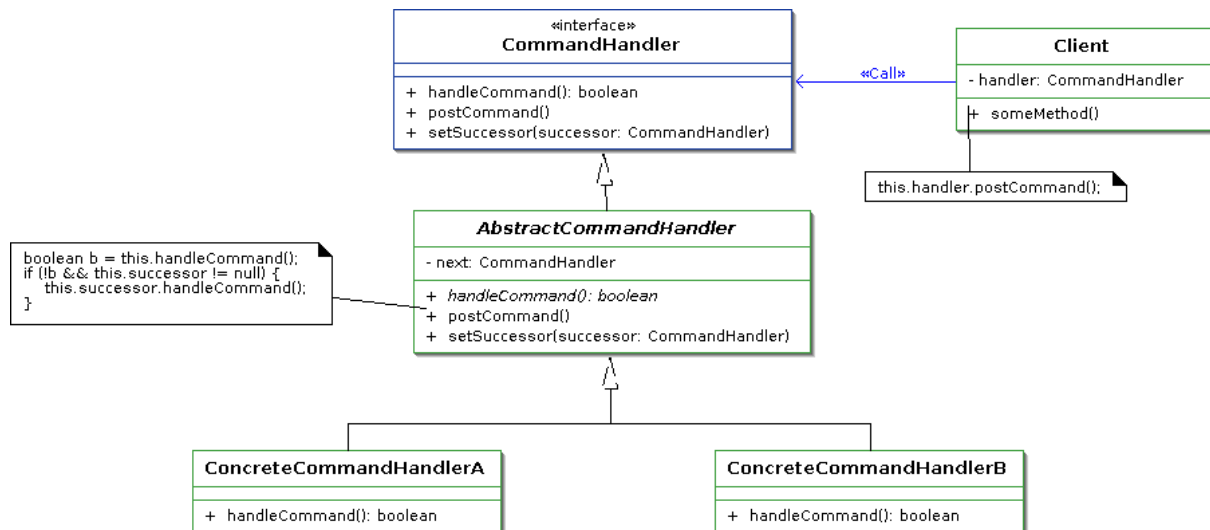 «interface»
CommandHandler
+ handleCommand(): boolean
+ postCommand()
+ setSuccessor(successor: CommandHandler)
«Call»
Client
- handler: CommandHandler
+ someMethod()
this.handler.postCommand();
AbstractCommandHandler
- next: CommandHandler
+ handleCommand(): boolean
+ postCommand()
+ setSuccessor(successor: CommandHandler)
boolean b = this.handleCommand();
if (!b && this.successor != null) {
this.successor.handleCommand();
}
ConcreteCommandHandlerA
+ handleCommand(): boolean
ConcreteCommandHandlerB
+ handleCommand(): boolean